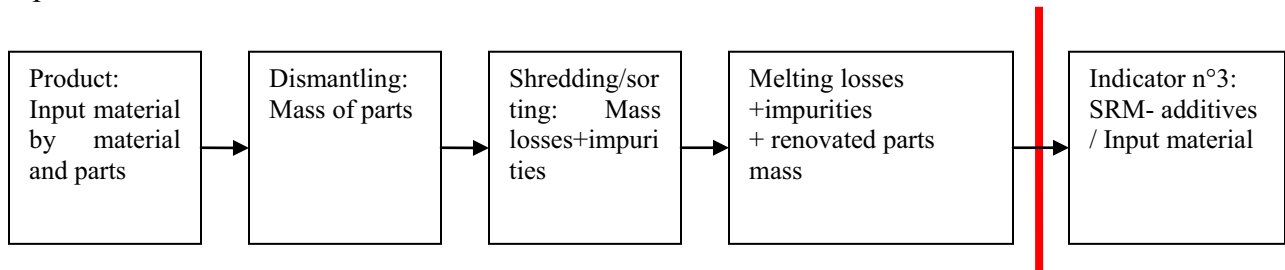 Product:
Input material
by material
and parts
Dismantling:
Mass of parts
Shredding/sor
ting: Mass
losses+impuri
ties
Melting losses
+impurities
+ renovated parts
mass
Indicator n°3:
SRM- additives
/ Input material